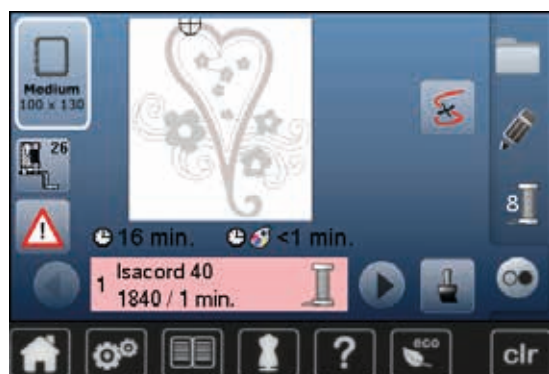 Medium
100 x 130
26
8
16 min.
<1 min.
1
Isacord 40
1840 / 1 min.
?
eco
clr